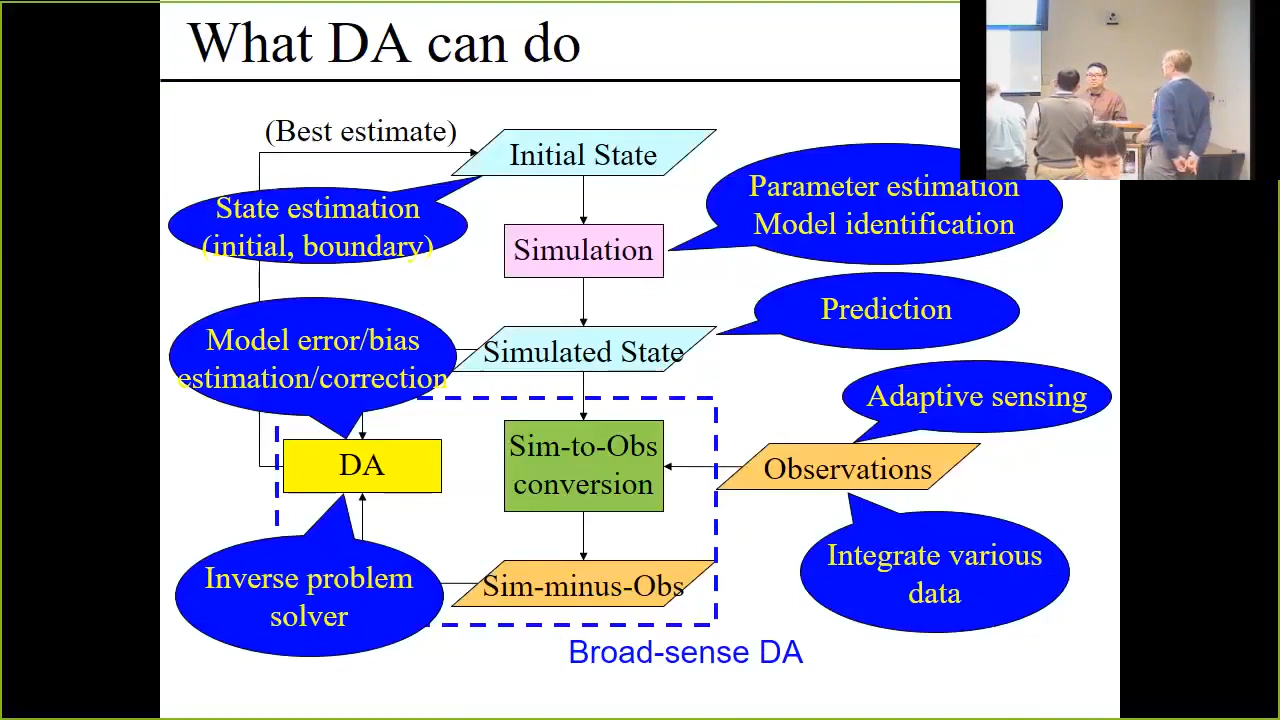 What DA can do
(Best estimate)
Initial State
State estimation
(initial, boundary)
Parameter estimation
Model identification
Simulation
Prediction
Model error/bias
estimation/correction
Simulated State
Adaptive sensing
DA
Sim-to-Obs
conversion
Observations
Inverse problem
solver
Sim-minus-Obs
Integrate various
data
Broad-sense DA